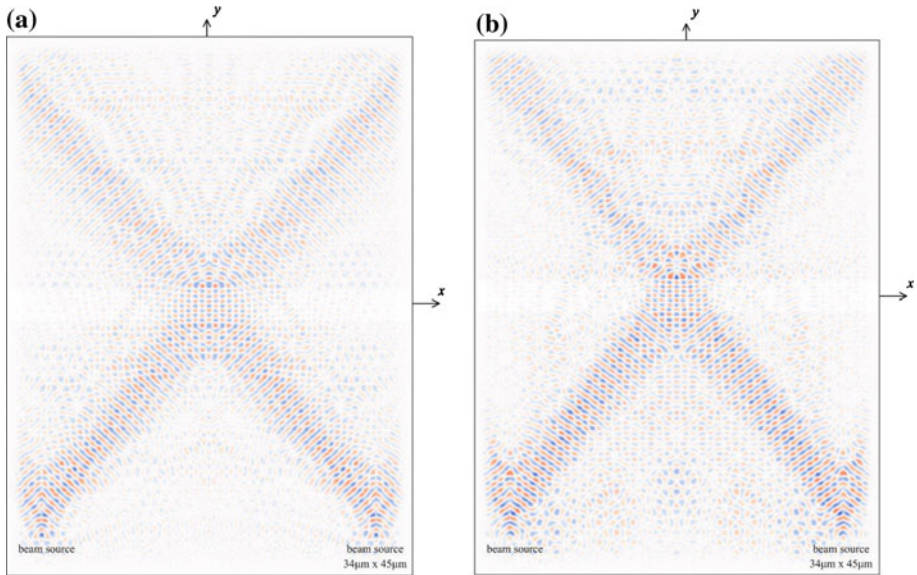 (a)
y
x
beam source
beam source
34μm x 45μm
(b)
y
x
beam source
beam source
34μm x 45μm